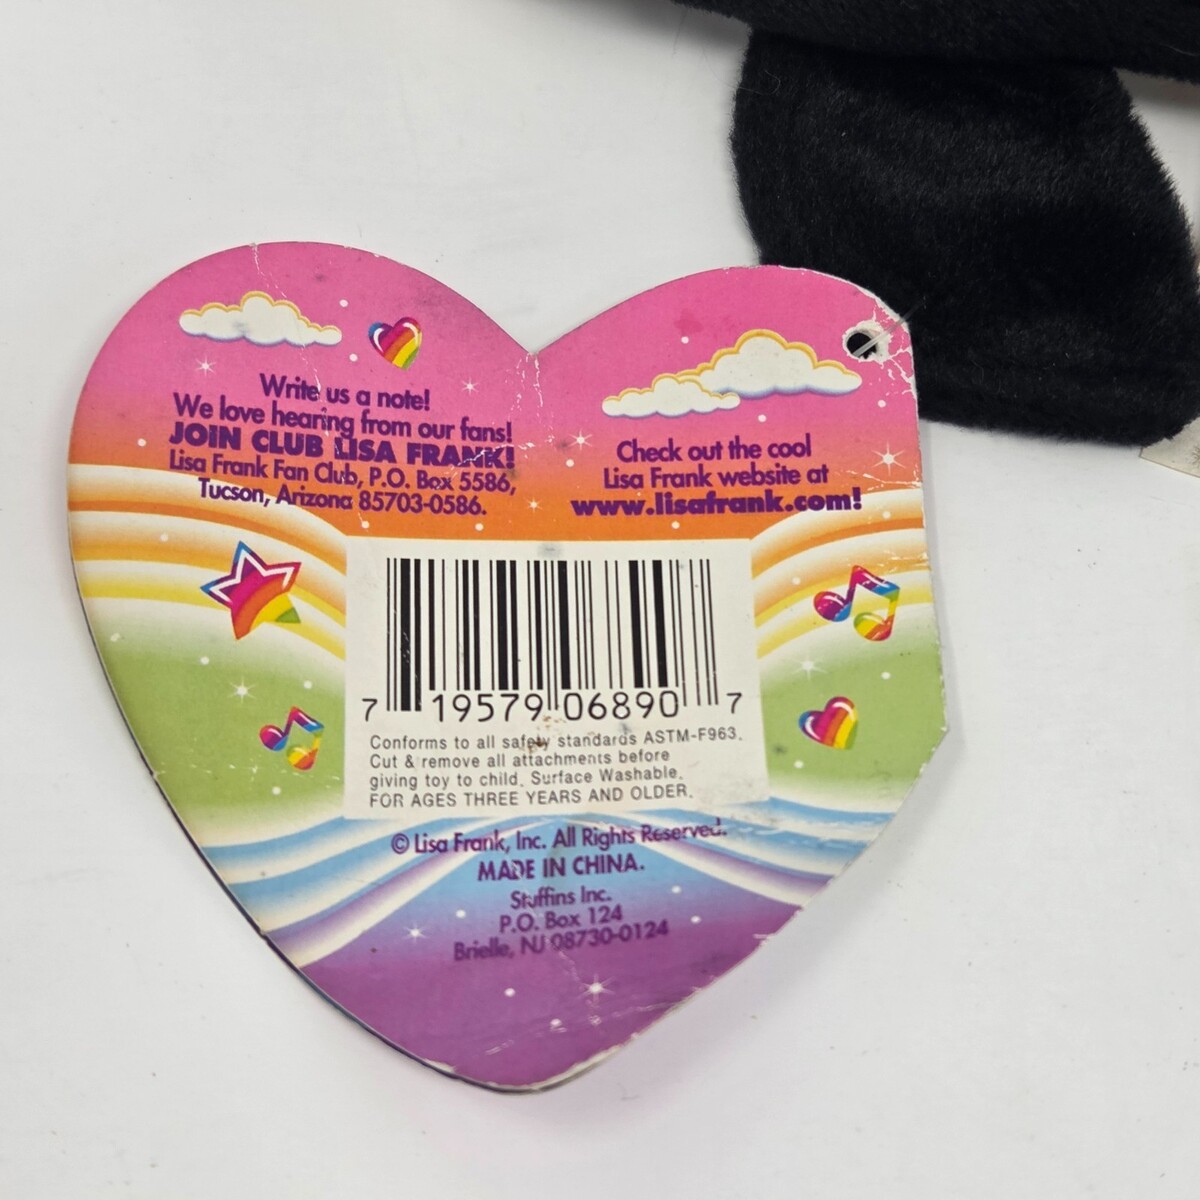 Write us a note!
We love hearing from our fans!
JOIN CLUB LISA FRANK!
Lisa Frank Fan Club, P.O. Box 5586,
Tucson, Arizona 85703-0586.
Check out the cool
Lisa Frank website at
www.lisafrank.com!
7 19579 06890 7
Conforms to all safety standards ASTM-F963.
Cut & remove all attachments before
giving toy to child. Surface Washable.
FOR AGES THREE YEARS AND OLDER.
© Lisa Frank, Inc. All Rights Reserved.
MADE IN CHINA.
Stuffins Inc.
P.O. Box 124
Brielle, NJ 08730-0124